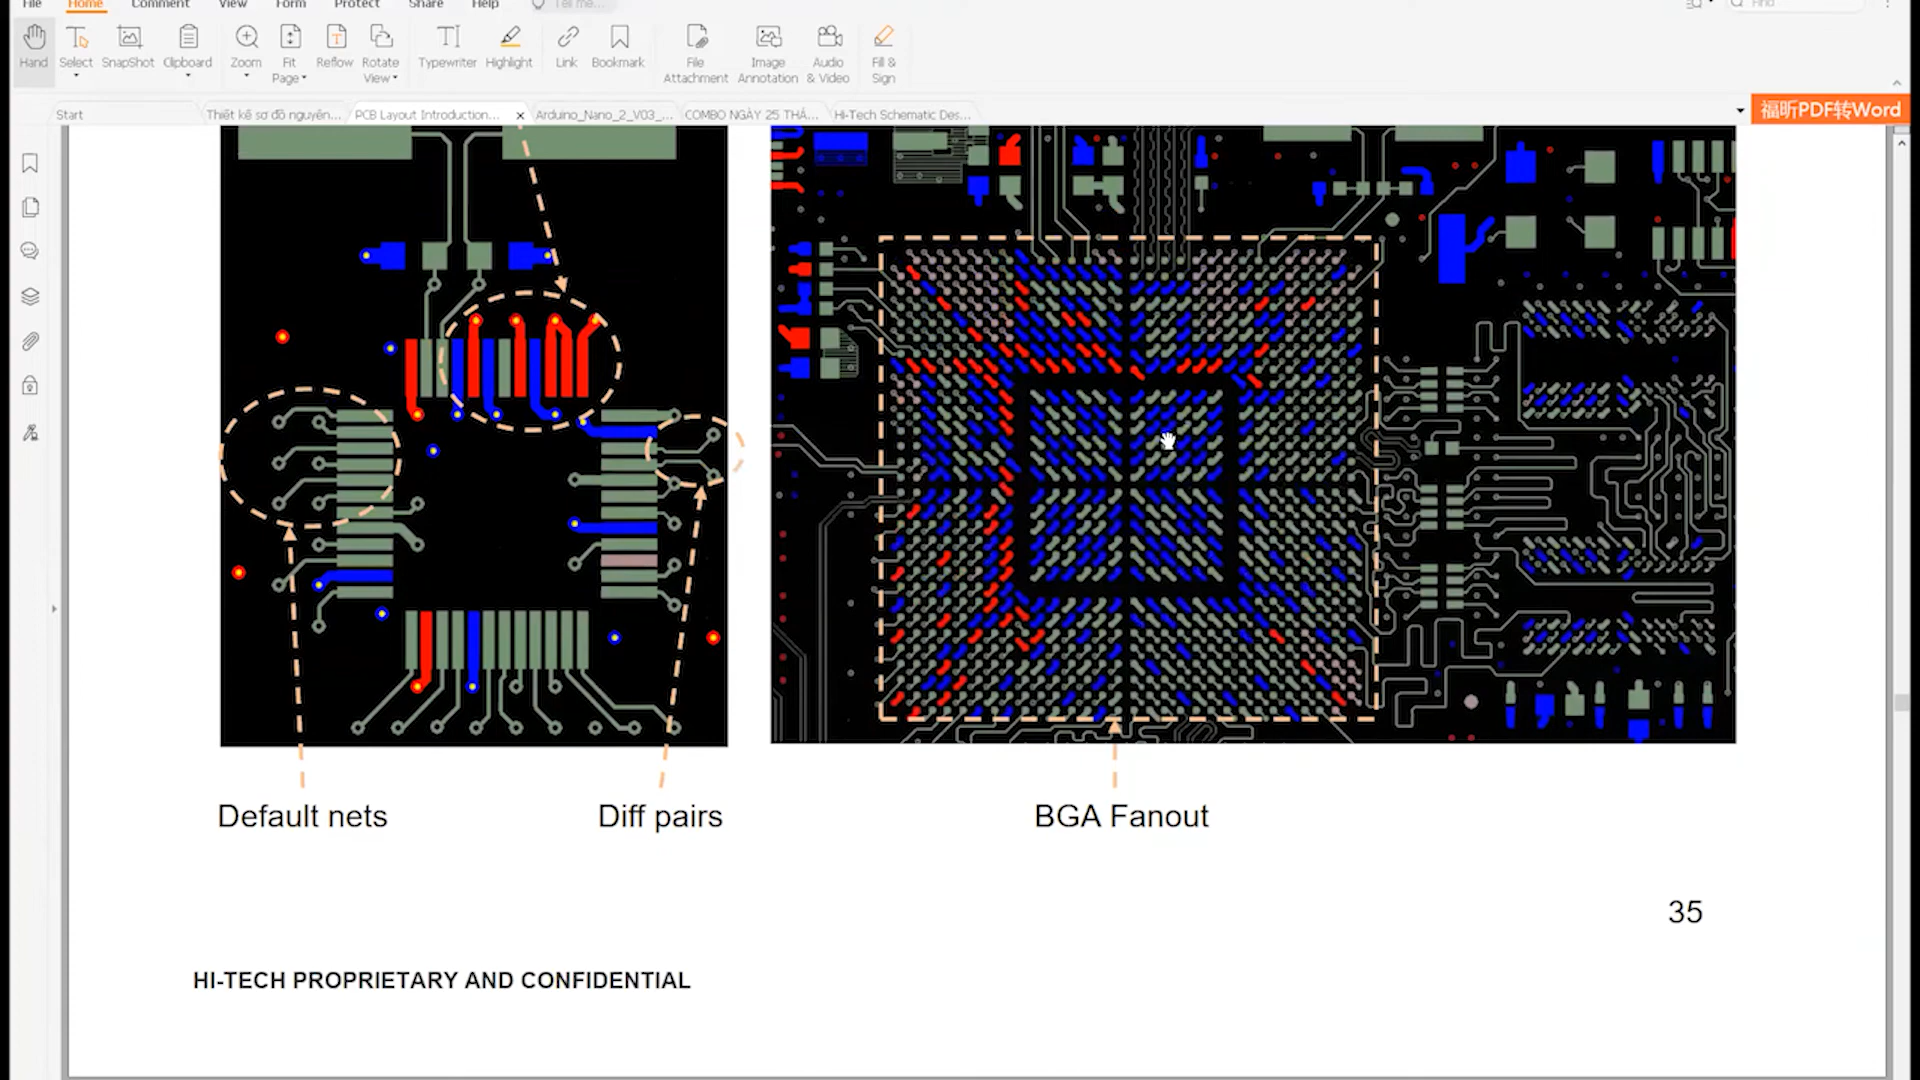 File Home Comment View Form Protect Share Help Tell me... Find
Hand Select SnapShot Clipboard Zoom Fit Page Reflow Rotate View Typewriter Highlight Link Bookmark File Attachment Image Annotation Audio & Video Fill & Sign
Start Thiết kế sơ đồ nguyên... PCB Layout Introduction... Arduino_Nano_2_V03_... COMBO NGÀY 25 THÁ... Hi-Tech Schematic Des... 福昕PDF转Word
Default nets Diff pairs BGA Fanout
35
HI-TECH PROPRIETARY AND CONFIDENTIAL